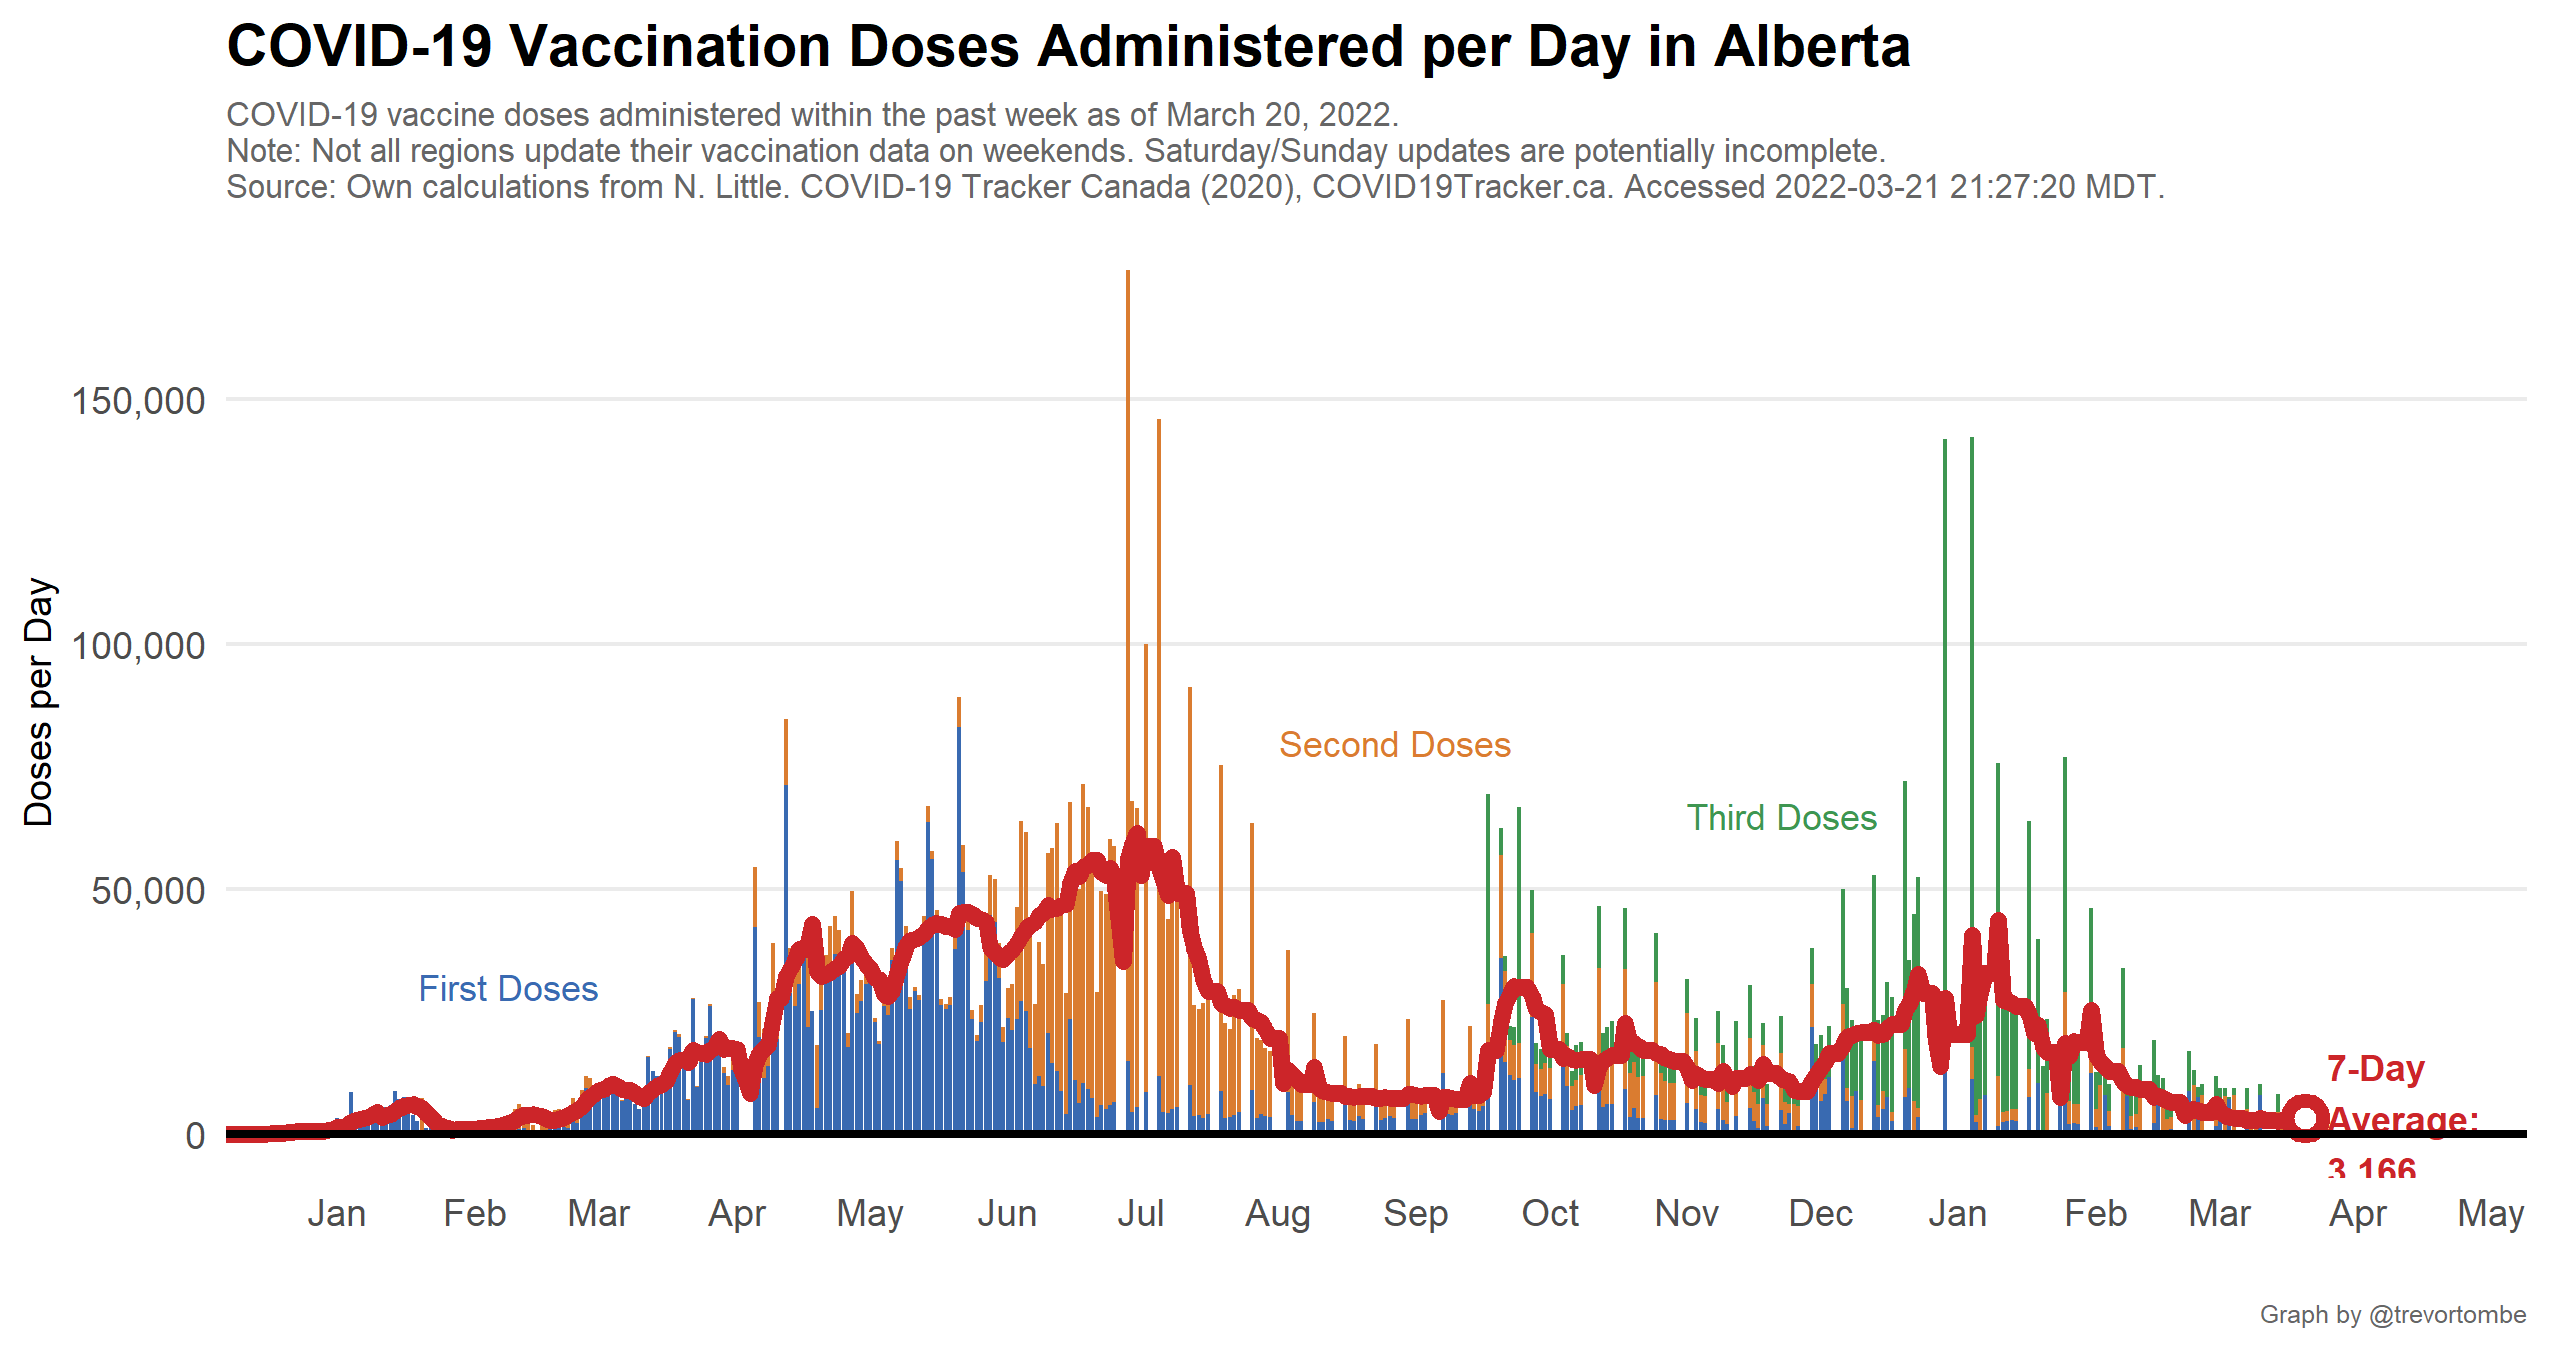 COVID-19 Vaccination Doses Administered per Day in Alberta
COVID-19 vaccine doses administered within the past week as of March 20, 2022.
Note: Not all regions update their vaccination data on weekends. Saturday/Sunday updates are potentially incomplete.
Source: Own calculations from N. Little. COVID-19 Tracker Canada (2020), COVID19Tracker.ca. Accessed 2022-03-21 21:27:20 MDT.
Doses per Day
150,000
100,000
50,000
0
First Doses
Second Doses
Third Doses
7-Day
Average:
3,166
Jan Feb Mar Apr May Jun Jul Aug Sep Oct Nov Dec Jan Feb Mar Apr May
Graph by @trevortombe